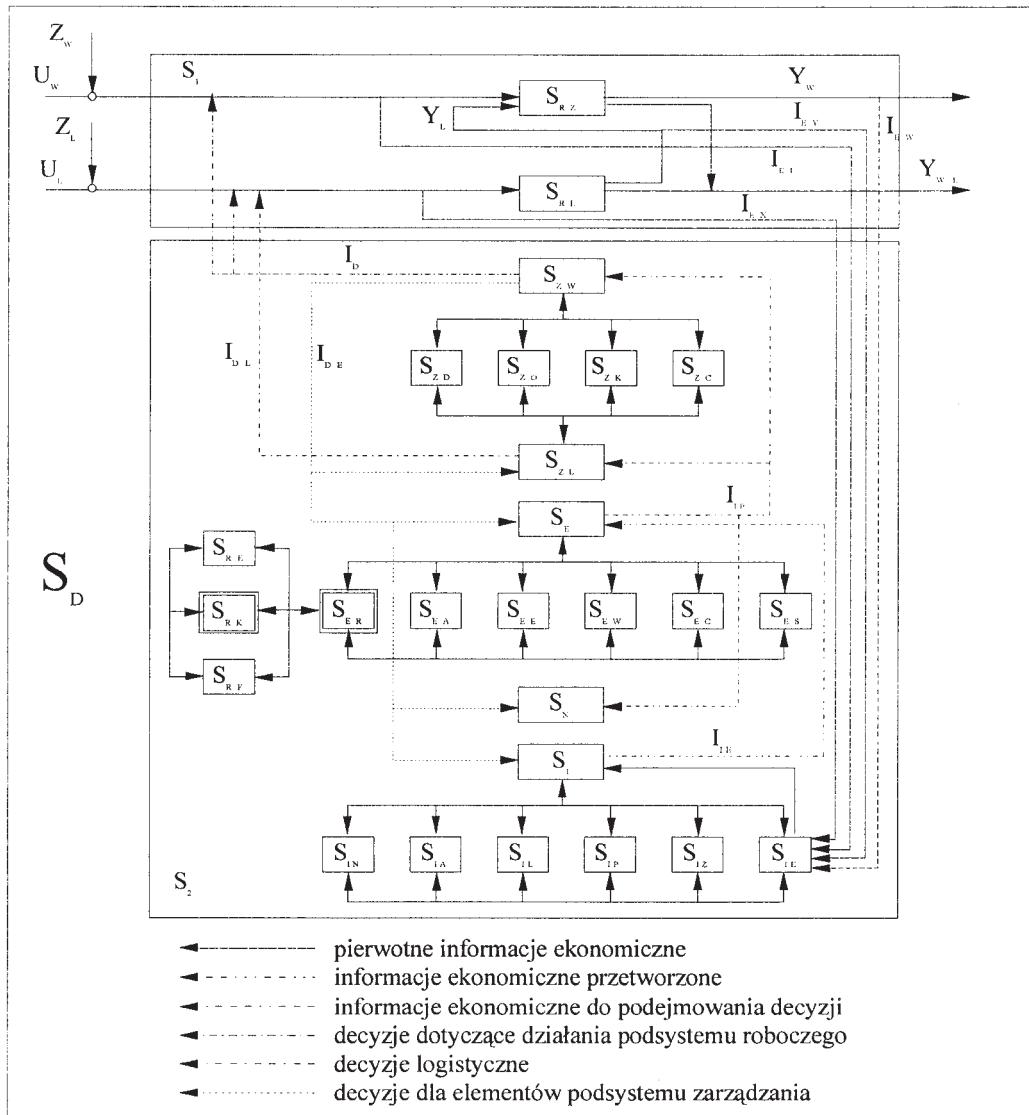 Z_W
U_W
S_1
S_RZ
Y_W
I_EV
I_EW
Y_L
Z_L
I_EI
U_L
S_RL
Y_WL
I_EX
I_D
S_ZW
I_DL
I_DE
S_ZD S_ZO S_ZK S_ZC
S_ZL
I_IP
S_E
S_D
S_RE
S_RK S_ER S_EA S_EE S_EW S_EC S_ES
S_RF
S_N
I_IE
S_I
S_IN S_IA S_IL S_IP S_IZ S_IE
S_2
pierwotne informacje ekonomiczne
informacje ekonomiczne przetworzone
informacje ekonomiczne do podejmowania decyzji
decyzje dotyczące działania podsystemu roboczego
decyzje logistyczne
decyzje dla elementów podsystemu zarządzania